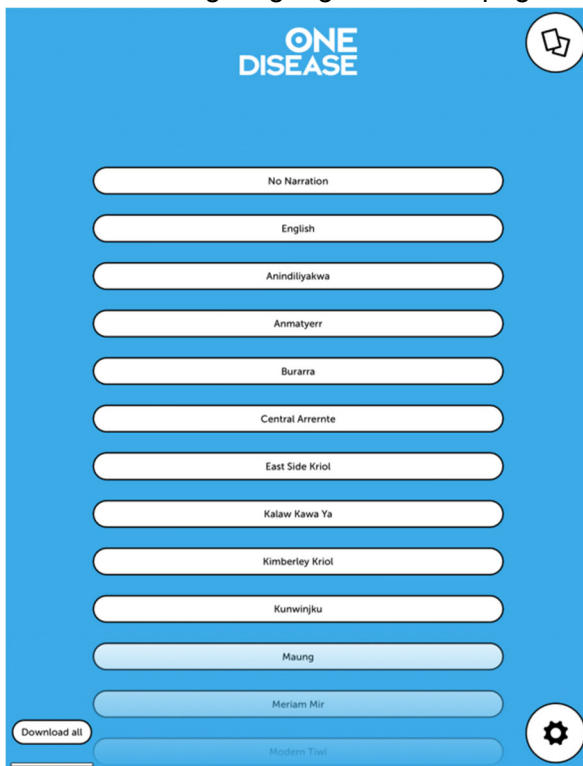 ONE
DISEASE
No Narration
English
Anindiliyakwa
Anmatyerr
Burarra
Central Arrernte
East Side Kriol
Kalaw Kawa Ya
Kimberley Kriol
Kunwinjku
Maung
Meriam Mir
Download all
Modern Tiwi